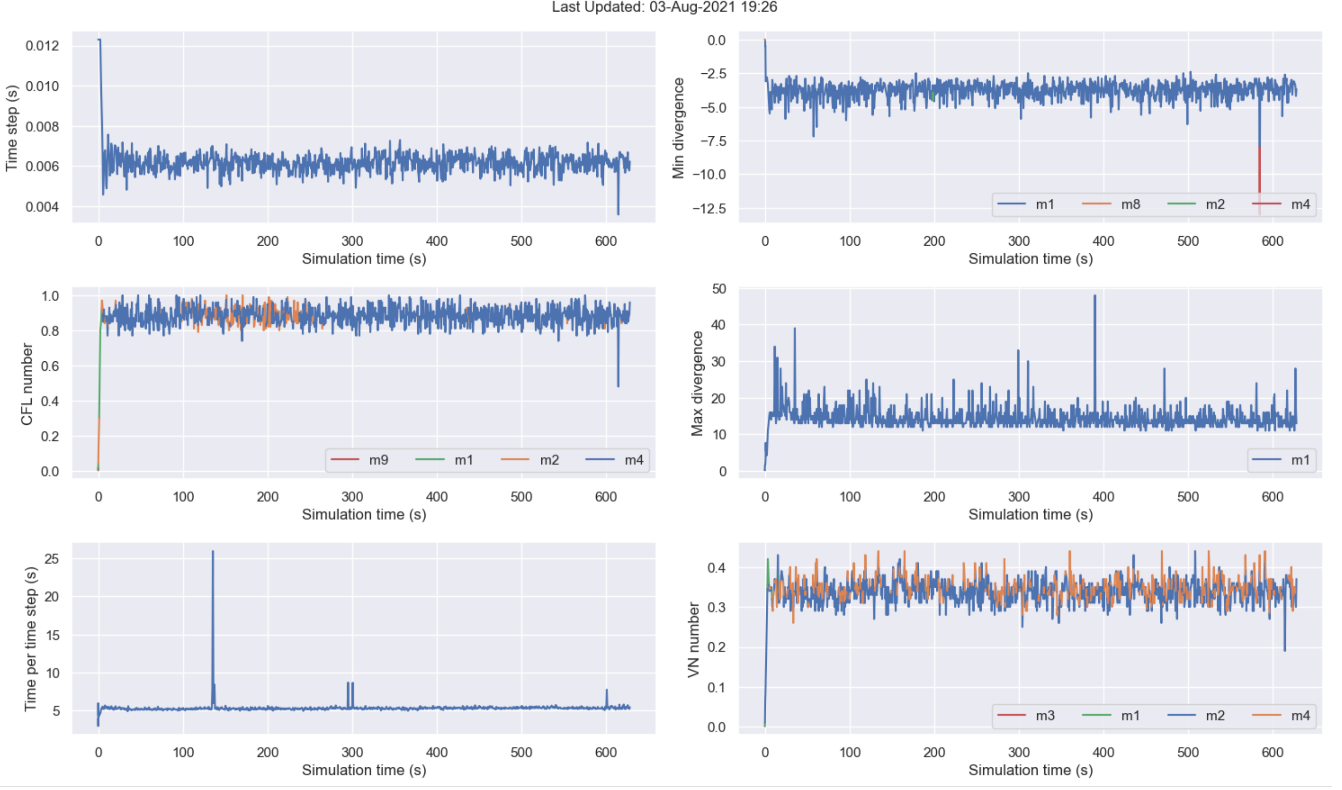 Last Updated: 03-Aug-2021 19:26
Time step (s)
0.012
0.010
0.008
0.006
0.004
0 100 200 300 400 500 600
Simulation time (s)
Min divergence
0.0
−2.5
−5.0
−7.5
−10.0
−12.5
m1 m8 m2 m4
0 100 200 300 400 500 600
Simulation time (s)
CFL number
1.0
0.8
0.6
0.4
0.2
0.0
m9 m1 m2 m4
0 100 200 300 400 500 600
Simulation time (s)
Max divergence
50
40
30
20
10
0
m1
0 100 200 300 400 500 600
Simulation time (s)
Time per time step (s)
25
20
15
10
5
0 100 200 300 400 500 600
Simulation time (s)
VN number
0.4
0.3
0.2
0.1
0.0
m3 m1 m2 m4
0 100 200 300 400 500 600
Simulation time (s)